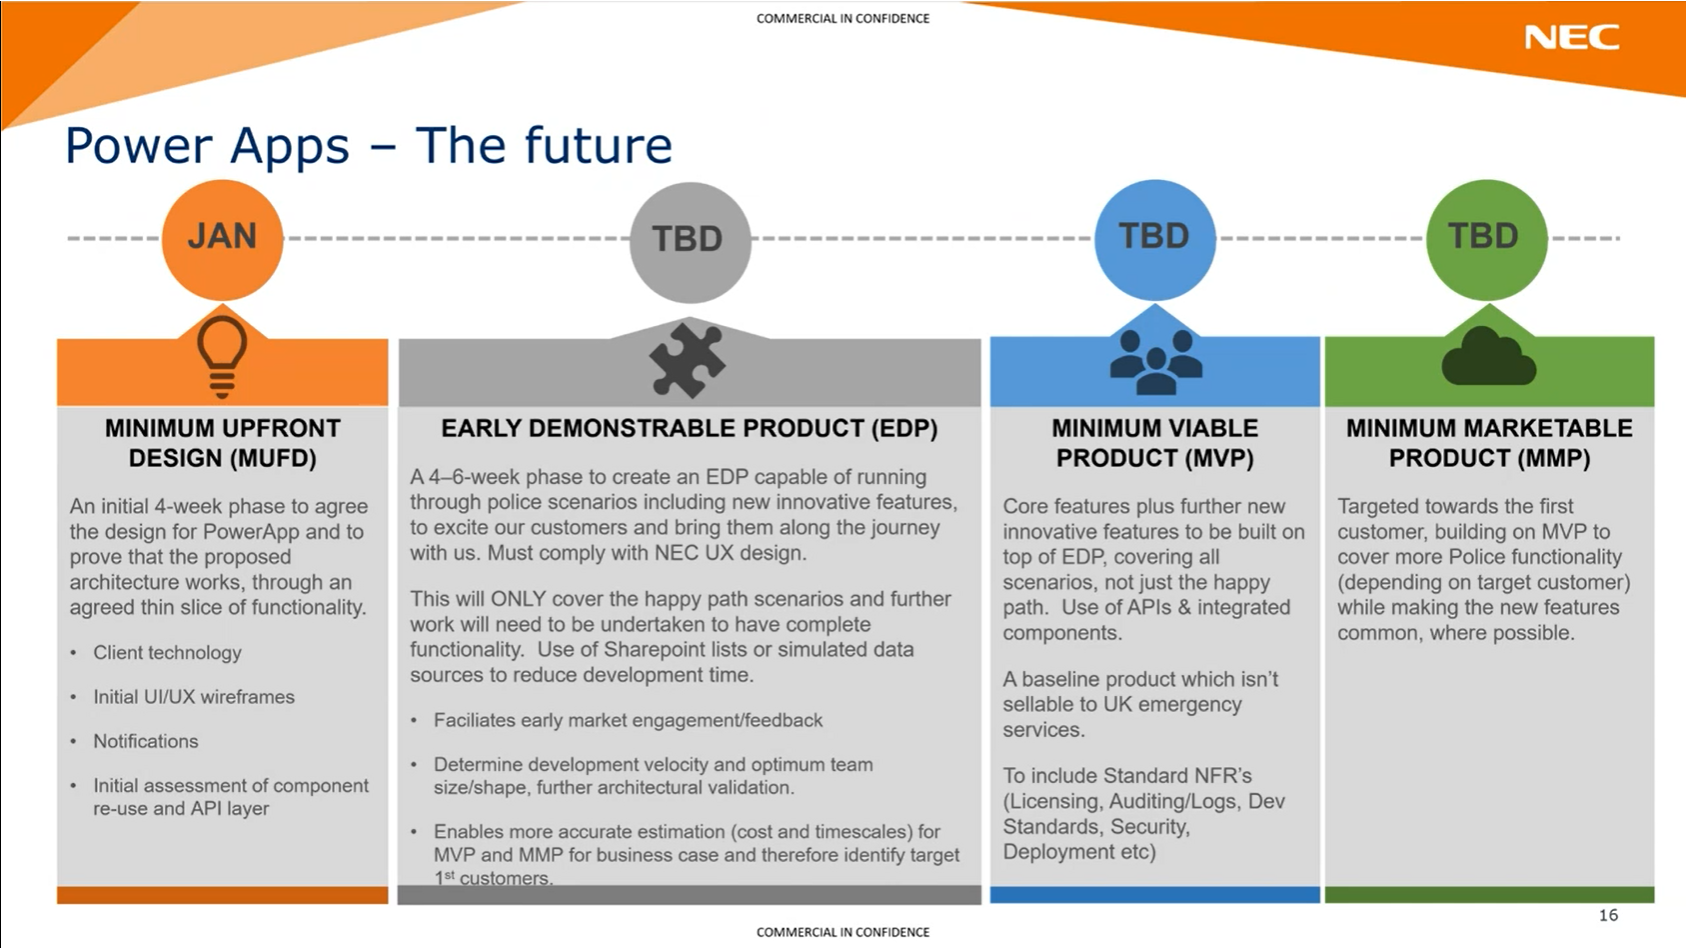 COMMERCIAL IN CONFIDENCE
NEC
Power Apps – The future
JAN
TBD
TBD
TBD
MINIMUM UPFRONT
DESIGN (MUFD)
An initial 4-week phase to agree
the design for PowerApp and to
prove that the proposed
architecture works, through an
agreed thin slice of functionality.
• Client technology
• Initial UI/UX wireframes
• Notifications
• Initial assessment of component
re-use and API layer
EARLY DEMONSTRABLE PRODUCT (EDP)
A 4–6-week phase to create an EDP capable of running
through police scenarios including new innovative features,
to excite our customers and bring them along the journey
with us. Must comply with NEC UX design.
This will ONLY cover the happy path scenarios and further
work will need to be undertaken to have complete
functionality.  Use of Sharepoint lists or simulated data
sources to reduce development time.
• Faciliates early market engagement/feedback
• Determine development velocity and optimum team
size/shape, further architectural validation.
• Enables more accurate estimation (cost and timescales) for
MVP and MMP for business case and therefore identify target
1st customers.
MINIMUM VIABLE
PRODUCT (MVP)
Core features plus further new
innovative features to be built on
top of EDP, covering all
scenarios, not just the happy
path.  Use of APIs & integrated
components.
A baseline product which isn't
sellable to UK emergency
services.
To include Standard NFR's
(Licensing, Auditing/Logs, Dev
Standards, Security,
Deployment etc)
MINIMUM MARKETABLE
PRODUCT (MMP)
Targeted towards the first
customer, building on MVP to
cover more Police functionality
(depending on target customer)
while making the new features
common, where possible.
16
COMMERCIAL IN CONFIDENCE